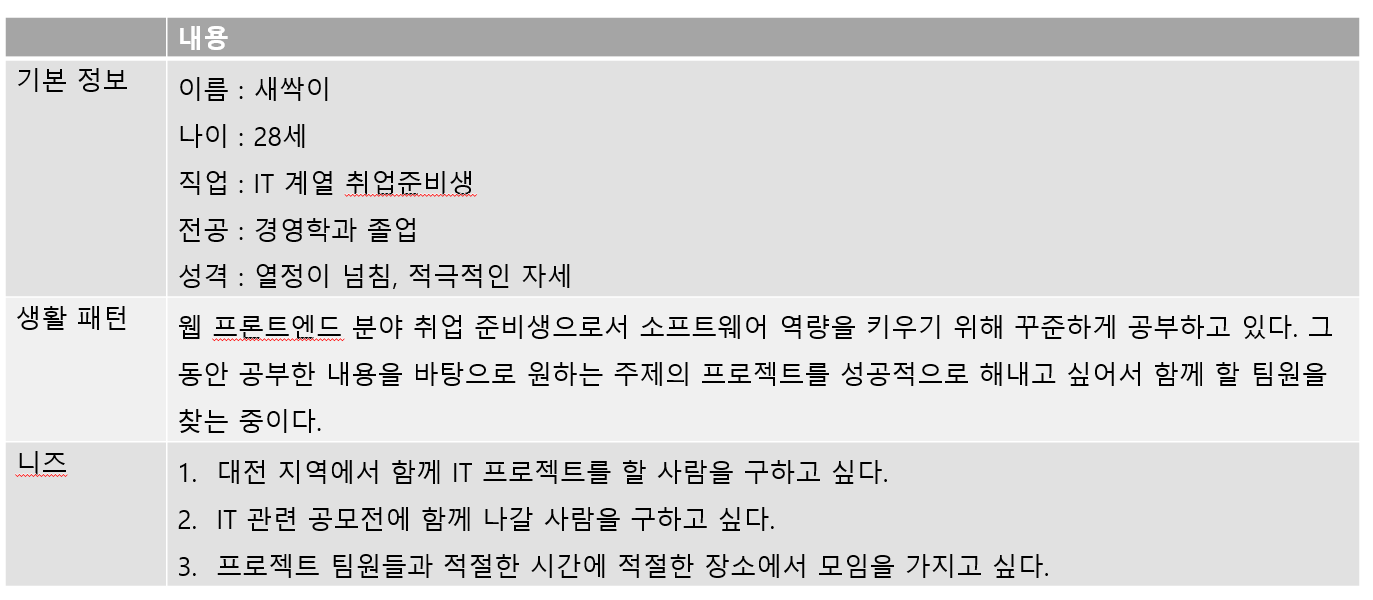 내용
기본 정보
이름 : 새싹이
나이 : 28세
직업 : IT 계열 취업준비생
전공 : 경영학과 졸업
성격 : 열정이 넘침, 적극적인 자세
생활 패턴
웹 프론트엔드 분야 취업 준비생으로서 소프트웨어 역량을 키우기 위해 꾸준하게 공부하고 있다. 그
동안 공부한 내용을 바탕으로 원하는 주제의 프로젝트를 성공적으로 해내고 싶어서 함께 할 팀원을
찾는 중이다.
니즈
1. 대전 지역에서 함께 IT 프로젝트를 할 사람을 구하고 싶다.
2. IT 관련 공모전에 함께 나갈 사람을 구하고 싶다.
3. 프로젝트 팀원들과 적절한 시간에 적절한 장소에서 모임을 가지고 싶다.